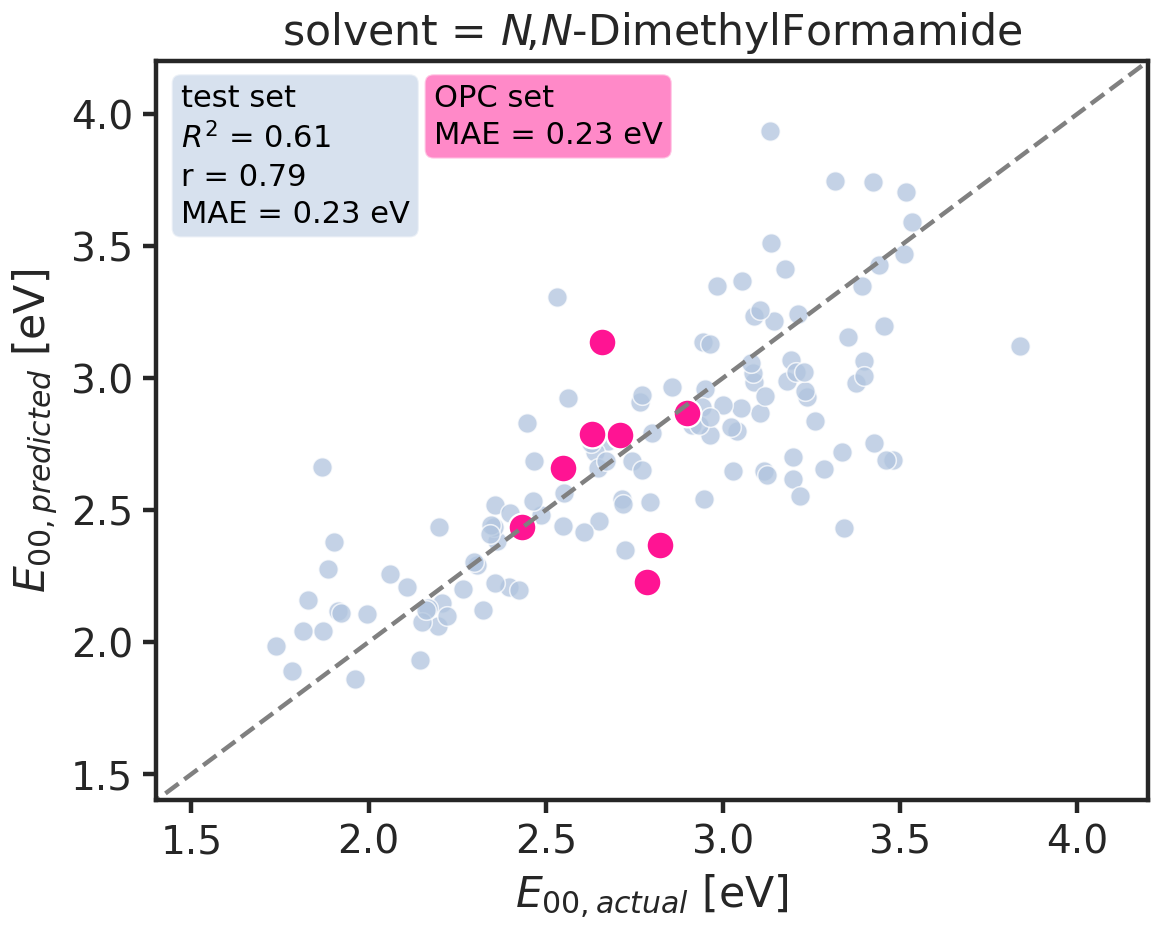 solvent = N,N-DimethylFormamide
test set
R² = 0.61
r = 0.79
MAE = 0.23 eV
OPC set
MAE = 0.23 eV
4.0
3.5
3.0
2.5
2.0
1.5
E00,predicted [eV]
1.5 2.0 2.5 3.0 3.5 4.0
E00,actual [eV]